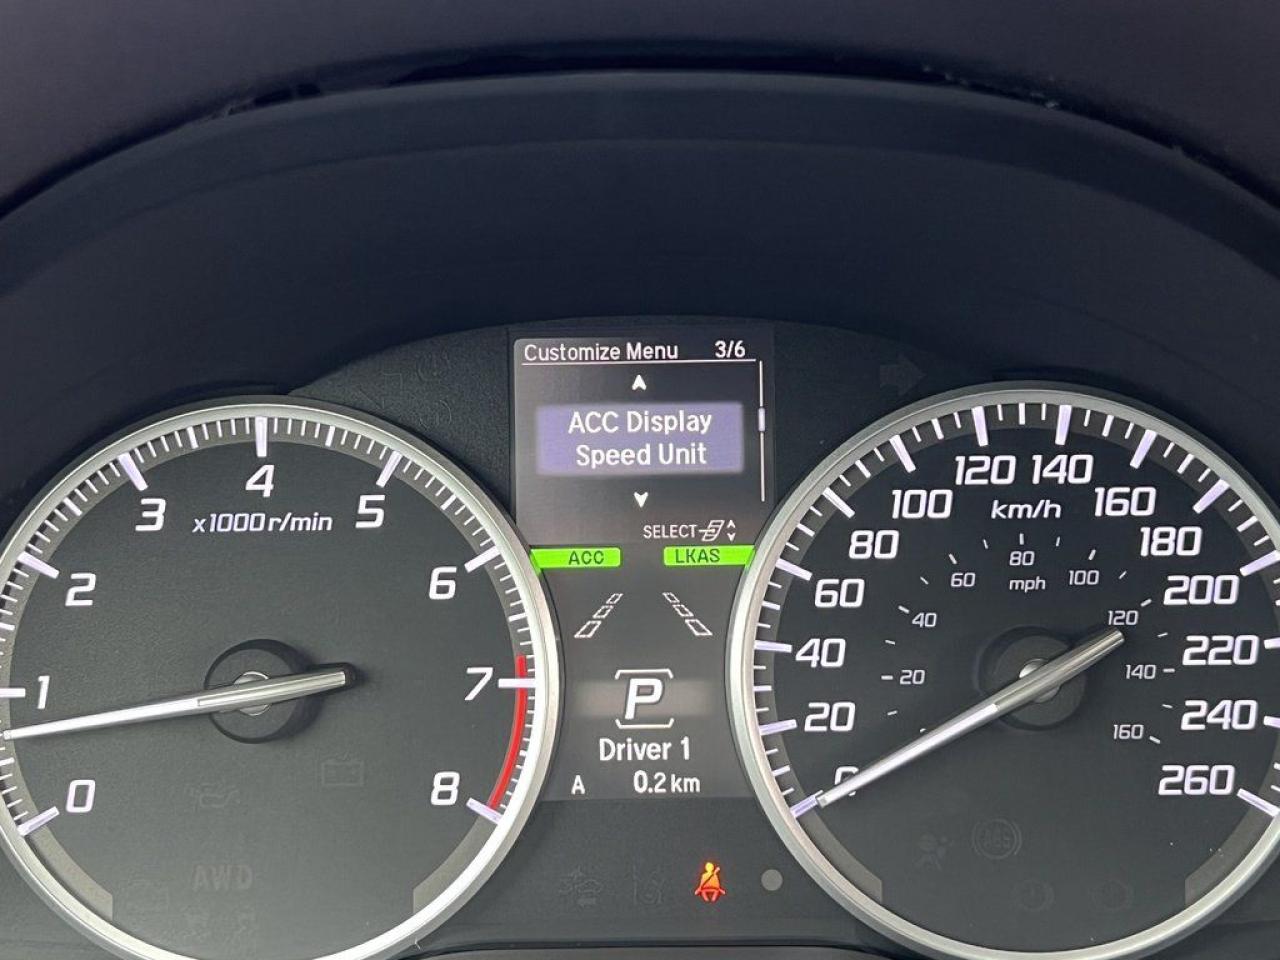 Customize Menu 3/6
ACC Display
Speed Unit
SELECT
ACC
LKAS
P
Driver 1
A 0.2 km
0
1
2
3
4
5
6
7
8
x1000 r/min
0
20
40
60
80
100
120
140
160
180
200
220
240
260
km/h
20
40
60
80
100
120
140
160
mph
AWD